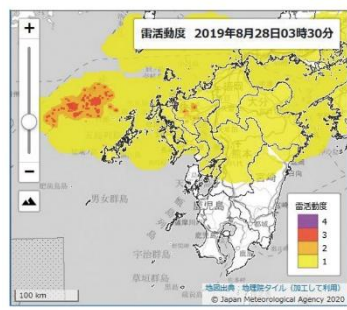 +
雷活動度 2019年8月28日03時30分
−
男女群島
鹿児島
宇治群島
草垣群島
雷活動度
4
3
2
1
100 km
地図出典：地理院タイル（加工して利用）
© Japan Meteorological Agency 2020